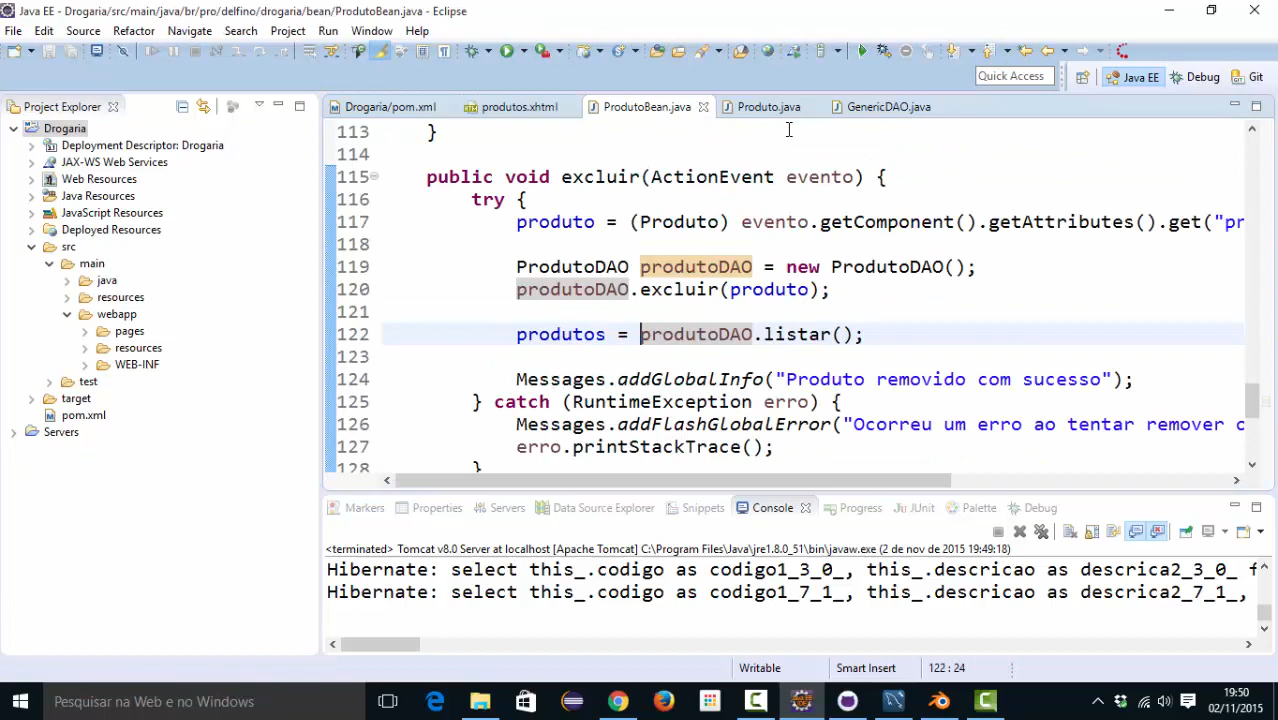 Java EE - Drogaria/src/main/java/br/pro/delfino/drogaria/bean/ProdutoBean.java - Eclipse
File Edit Source Refactor Navigate Search Project Run Window Help
Quick Access Java EE Debug Git
Project Explorer
Drogaria
Deployment Descriptor: Drogaria
JAX-WS Web Services
Web Resources
Java Resources
JavaScript Resources
Deployed Resources
src
main
java
resources
webapp
pages
resources
WEB-INF
test
target
pom.xml
Servers
Drogaria/pom.xml produtos.xhtml ProdutoBean.java Produto.java GenericDAO.java
113 }
114
115 public void excluir(ActionEvent evento) {
116 try {
117 produto = (Produto) evento.getComponent().getAttributes().get("pr
118
119 ProdutoDAO produtoDAO = new ProdutoDAO();
120 produtoDAO.excluir(produto);
121
122 produtos = produtoDAO.listar();
123
124 Messages.addGlobalInfo("Produto removido com sucesso");
125 } catch (RuntimeException erro) {
126 Messages.addFlashGlobalError("Ocorreu um erro ao tentar remover o
127 erro.printStackTrace();
128 }
Markers Properties Servers Data Source Explorer Snippets Console Progress JUnit Palette Debug
<terminated> Tomcat v8.0 Server at localhost [Apache Tomcat] C:\Program Files\Java\jre1.8.0_51\bin\javaw.exe (2 de nov de 2015 19:49:18)
Hibernate: select this_.codigo as codigo1_3_0_, this_.descricao as descrica2_3_0_ f
Hibernate: select this_.codigo as codigo1_7_1_, this_.descricao as descrica2_7_1_,
Writable Smart Insert 122 : 24
Pesquisar na Web e no Windows
19:50
02/11/2015